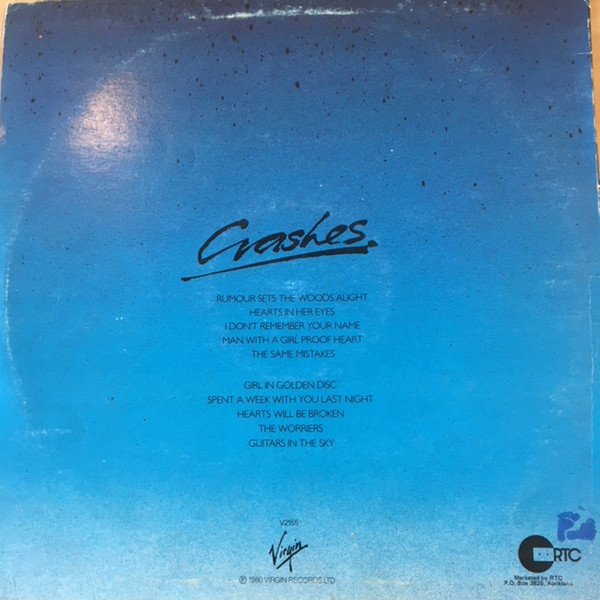 Crashes.
RUMOUR SETS THE WOODS ALIGHT
HEARTS IN HER EYES
I DON'T REMEMBER YOUR NAME
MAN WITH A GIRL PROOF HEART
THE SAME MISTAKES
GIRL IN GOLDEN DISC
SPENT A WEEK WITH YOU LAST NIGHT
HEARTS WILL BE BROKEN
THE WORRIERS
GUITARS IN THE SKY
V2155
Virgin
Ⓟ 1980 VIRGIN RECORDS LTD
RTC
Marketed by RTC
P.O. Box 3825, Auckland